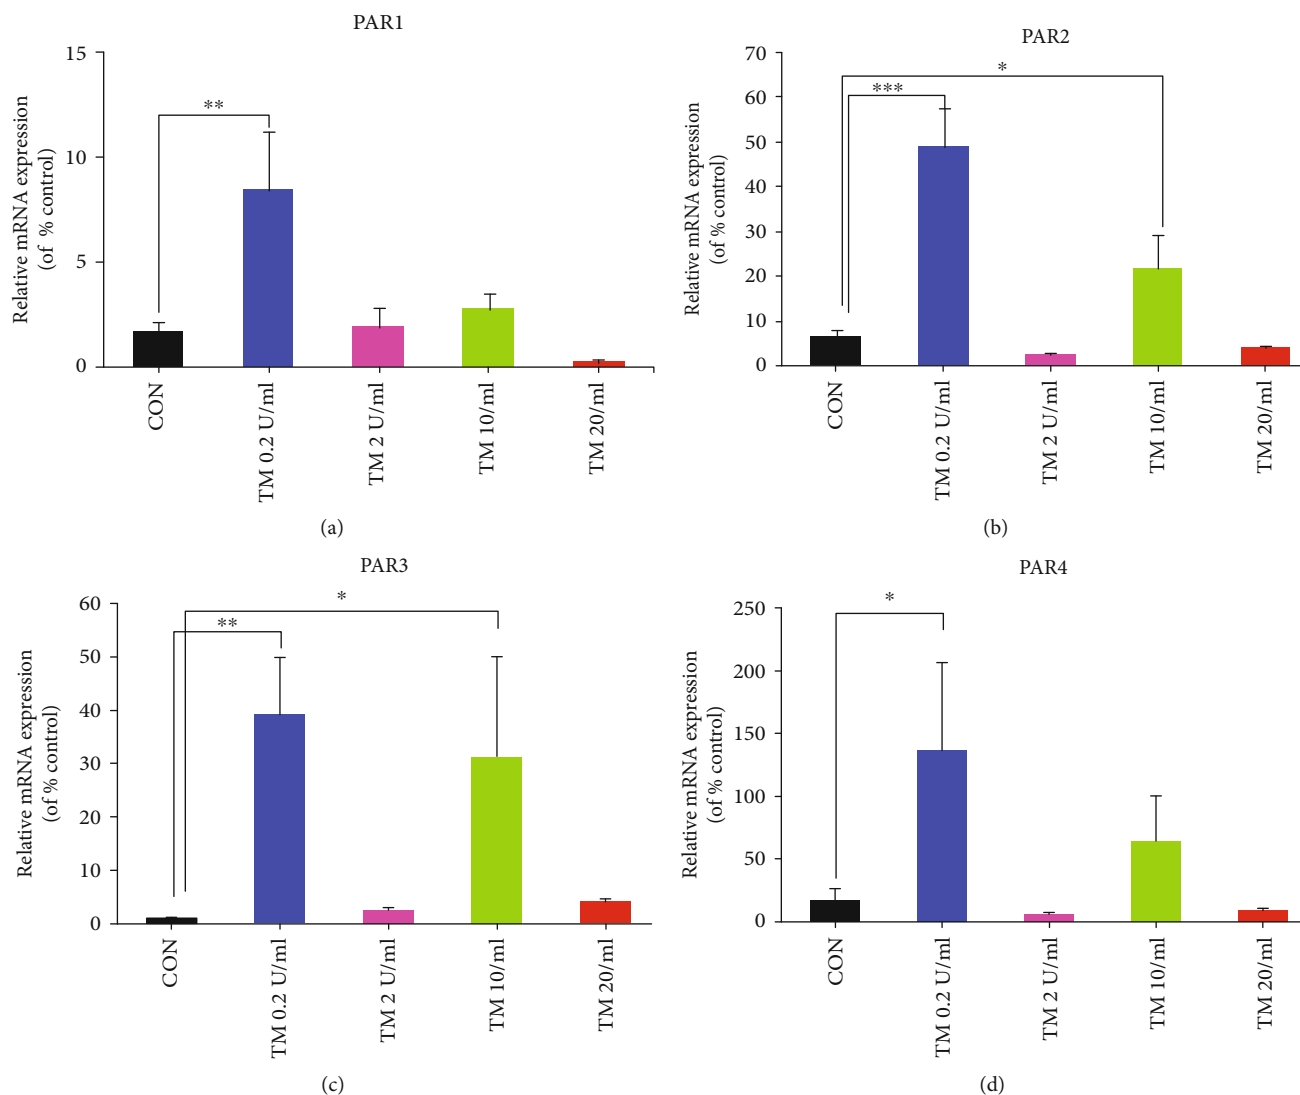 PAR1
Relative mRNA expression
(of % control)
15
10
5
0
**
CON
TM 0.2 U/ml
TM 2 U/ml
TM 10/ml
TM 20/ml
(a)
PAR2
Relative mRNA expression
(of % control)
70
60
50
40
30
20
10
0
*
***
CON
TM 0.2 U/ml
TM 2 U/ml
TM 10/ml
TM 20/ml
(b)
PAR3
Relative mRNA expression
(of % control)
60
50
40
30
20
10
0
*
**
CON
TM 0.2 U/ml
TM 2 U/ml
TM 10/ml
TM 20/ml
(c)
PAR4
Relative mRNA expression
(of % control)
250
200
150
100
50
0
*
CON
TM 0.2 U/ml
TM 2 U/ml
TM 10/ml
TM 20/ml
(d)